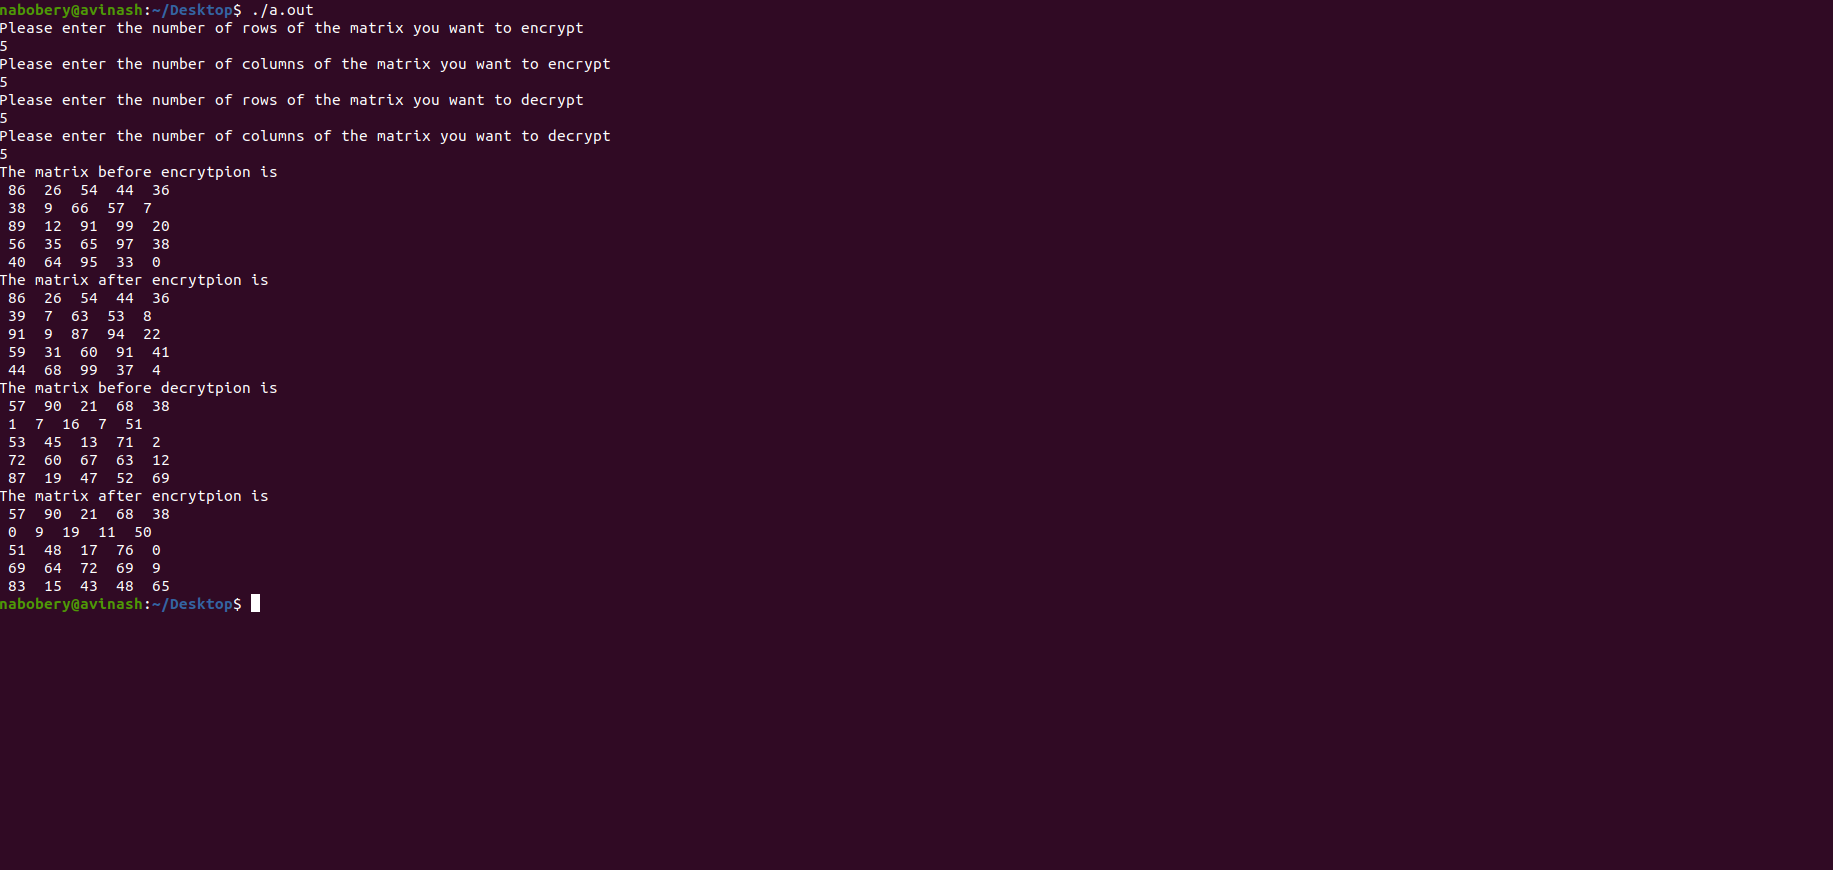 nabobery@avinash:~/Desktop$ ./a.out
Please enter the number of rows of the matrix you want to encrypt
5
Please enter the number of columns of the matrix you want to encrypt
5
Please enter the number of rows of the matrix you want to decrypt
5
Please enter the number of columns of the matrix you want to decrypt
5
The matrix before encrytpion is
 86  26  54  44  36
 38  9  66  57  7
 89  12  91  99  20
 56  35  65  97  38
 40  64  95  33  0
The matrix after encrytpion is
 86  26  54  44  36
 39  7  63  53  8
 91  9  87  94  22
 59  31  60  91  41
 44  68  99  37  4
The matrix before decrytpion is
 57  90  21  68  38
 1  7  16  7  51
 53  45  13  71  2
 72  60  67  63  12
 87  19  47  52  69
The matrix after encrytpion is
 57  90  21  68  38
 0  9  19  11  50
 51  48  17  76  0
 69  64  72  69  9
 83  15  43  48  65
nabobery@avinash:~/Desktop$